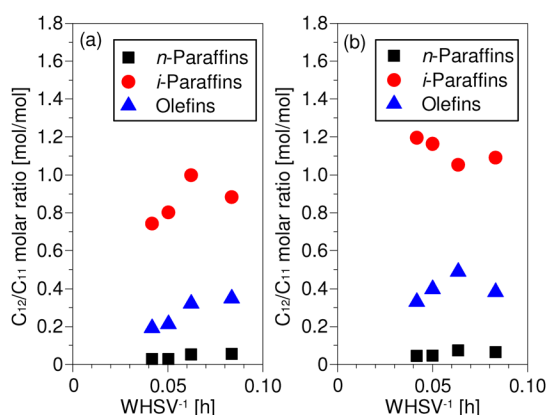 (a)
n-Paraffins
i-Paraffins
Olefins
C₁₂/C₁₁ molar ratio [mol/mol]
1.8
1.6
1.4
1.2
1.0
0.8
0.6
0.4
0.2
0
0
0.05
0.10
WHSV⁻¹ [h]
(b)
n-Paraffins
i-Paraffins
Olefins
C₁₂/C₁₁ molar ratio [mol/mol]
1.8
1.6
1.4
1.2
1.0
0.8
0.6
0.4
0.2
0
0
0.05
0.10
WHSV⁻¹ [h]